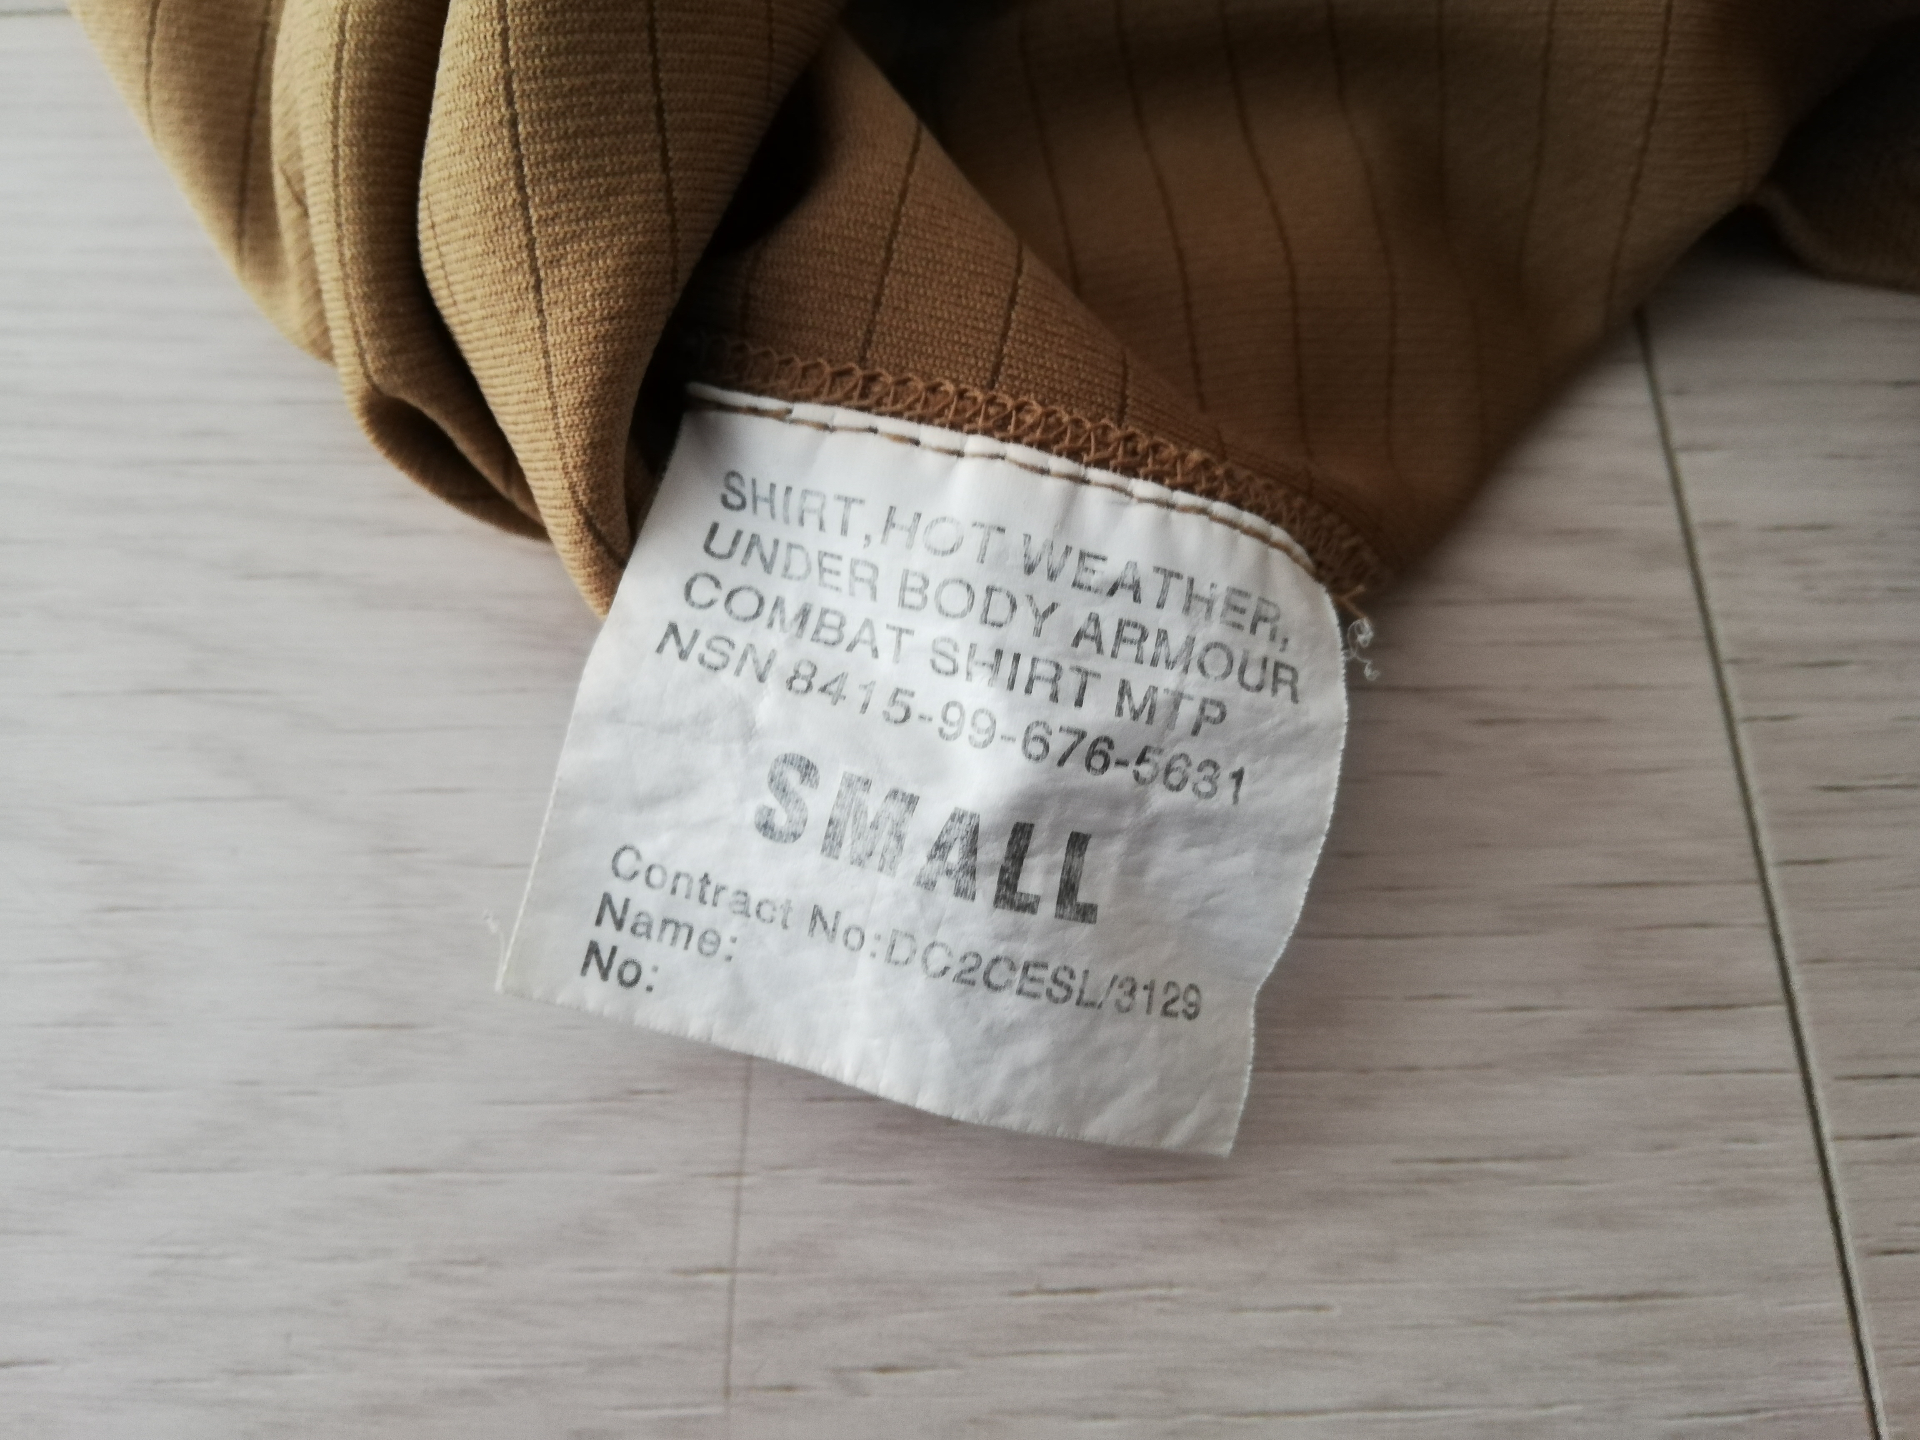 SHIRT,HOT WEATHER,
UNDER BODY ARMOUR
COMBAT SHIRT MTP
NSN 8415-99-676-5631
SMALL
Contract No:DC2CESL/3129
Name:
No: